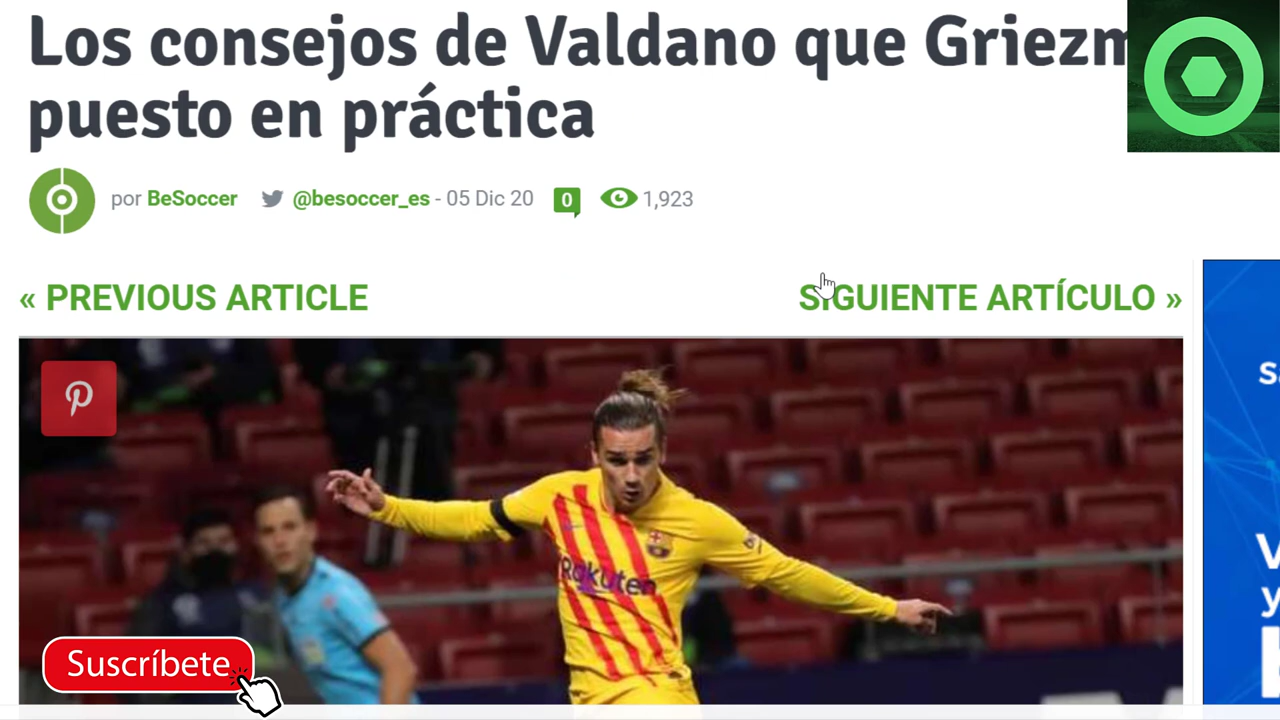 Los consejos de Valdano que Griezm
puesto en práctica
por BeSoccer @besoccer_es - 05 Dic 20 0 1,923
« PREVIOUS ARTICLE
SIGUIENTE ARTÍCULO »
Rakuten
Suscríbete